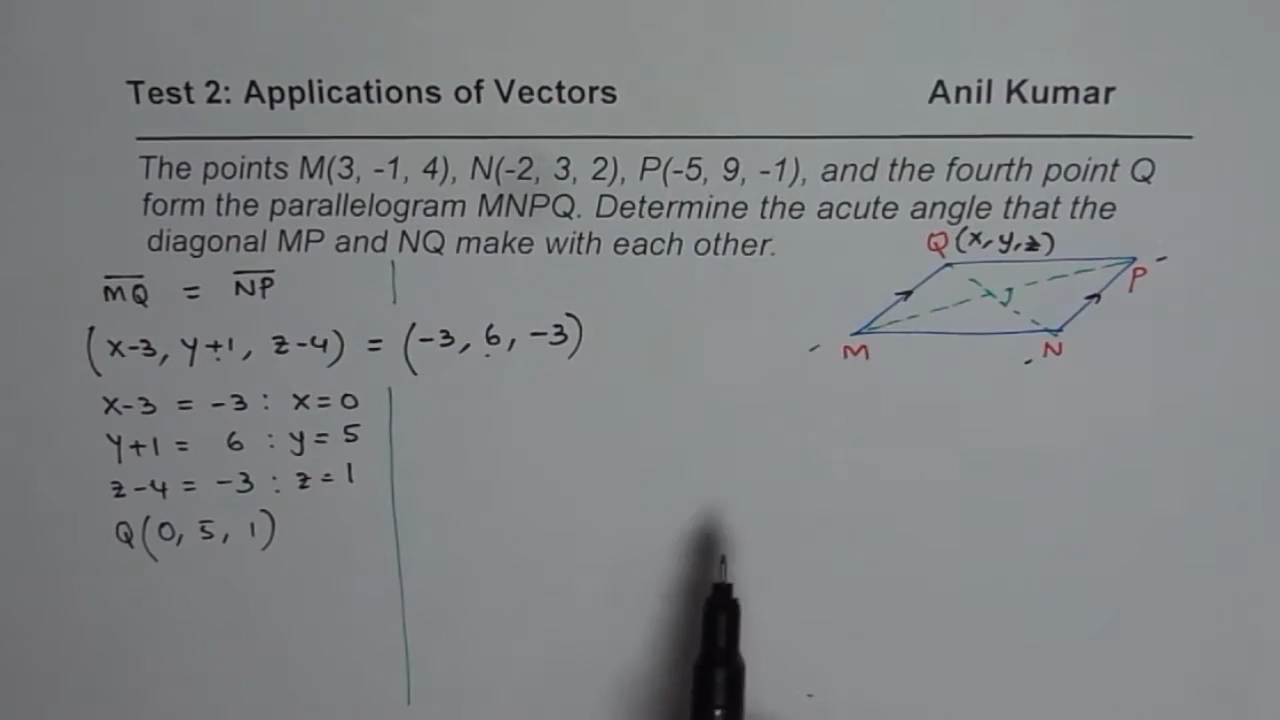 Test 2: Applications of Vectors Anil Kumar
The points M(3, -1, 4), N(-2, 3, 2), P(-5, 9, -1), and the fourth point Q
form the parallelogram MNPQ. Determine the acute angle that the
diagonal MP and NQ make with each other.
Q(x,y,z)
P
M
N
MQ = NP
(x-3, y+1, z-4) = (-3, 6, -3)
x-3 = -3 : x=0
y+1 = 6 : y=5
z-4 = -3 : z=1
Q(0, 5, 1)